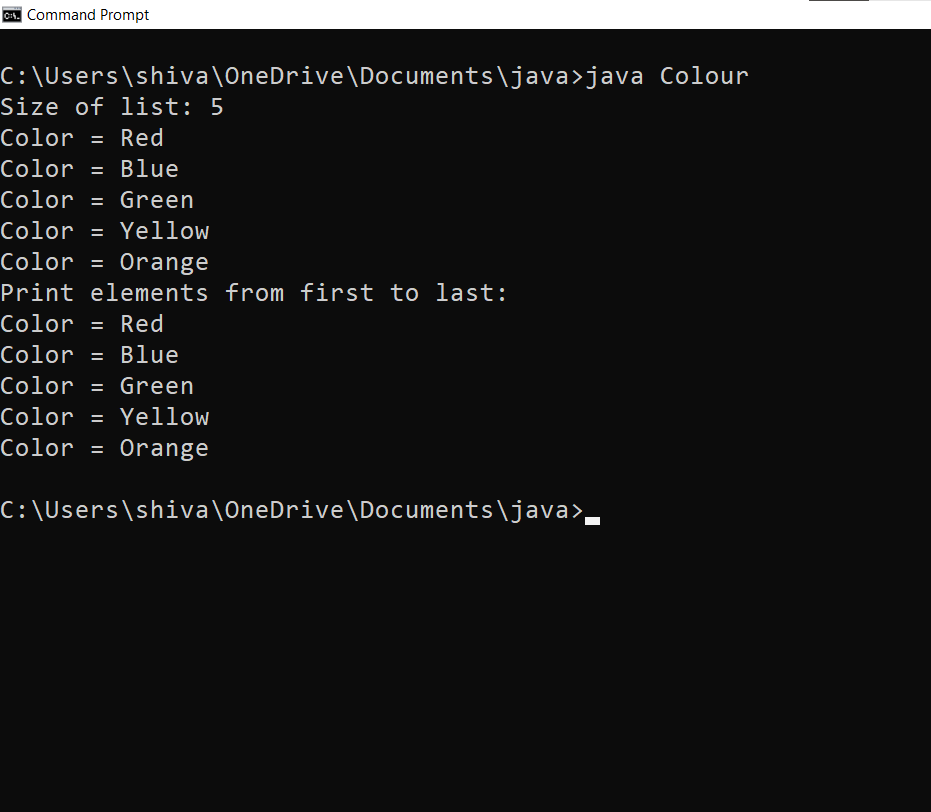 Command Prompt
C:\Users\shiva\OneDrive\Documents\java>java Colour
Size of list: 5
Color = Red
Color = Blue
Color = Green
Color = Yellow
Color = Orange
Print elements from first to last:
Color = Red
Color = Blue
Color = Green
Color = Yellow
Color = Orange
C:\Users\shiva\OneDrive\Documents\java>